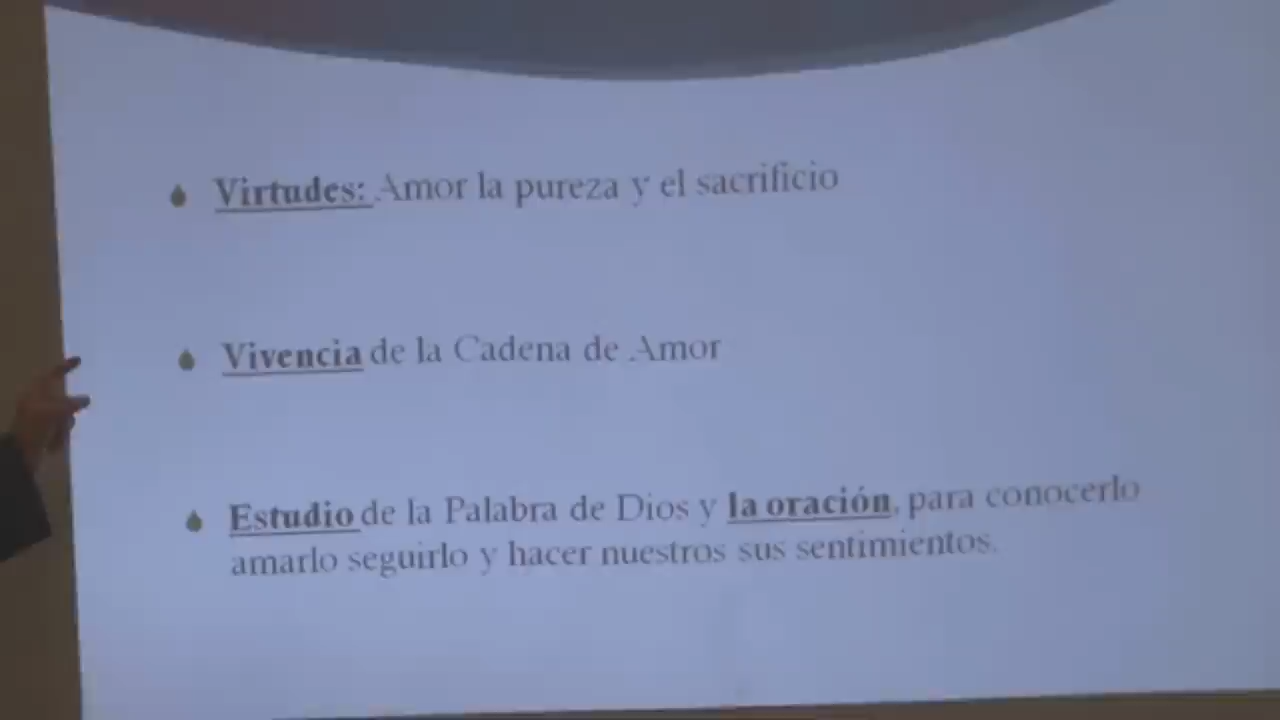 Virtudes: Amor la pureza y el sacrificio
Vivencia de la Cadena de Amor
Estudio de la Palabra de Dios y la oración, para conocerlo
amarlo seguirlo y hacer nuestros sus sentimientos.